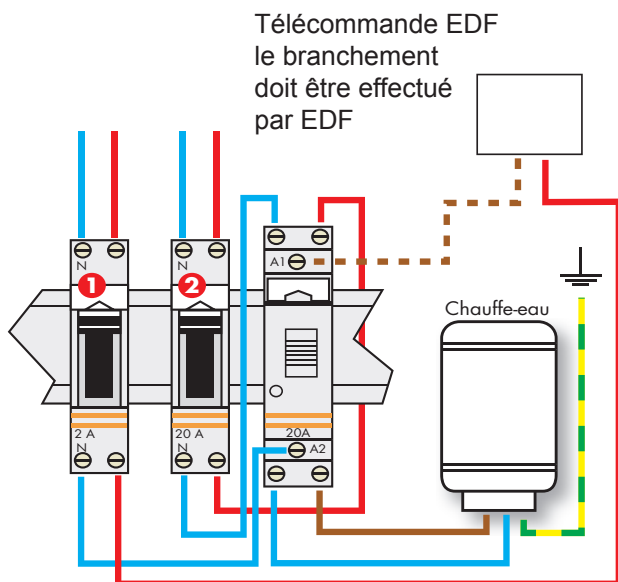 Télécommande EDF
le branchement
doit être effectué
par EDF
N
N
A1
1
2
Chauffe-eau
2 A
20 A
20A
N
N
A2